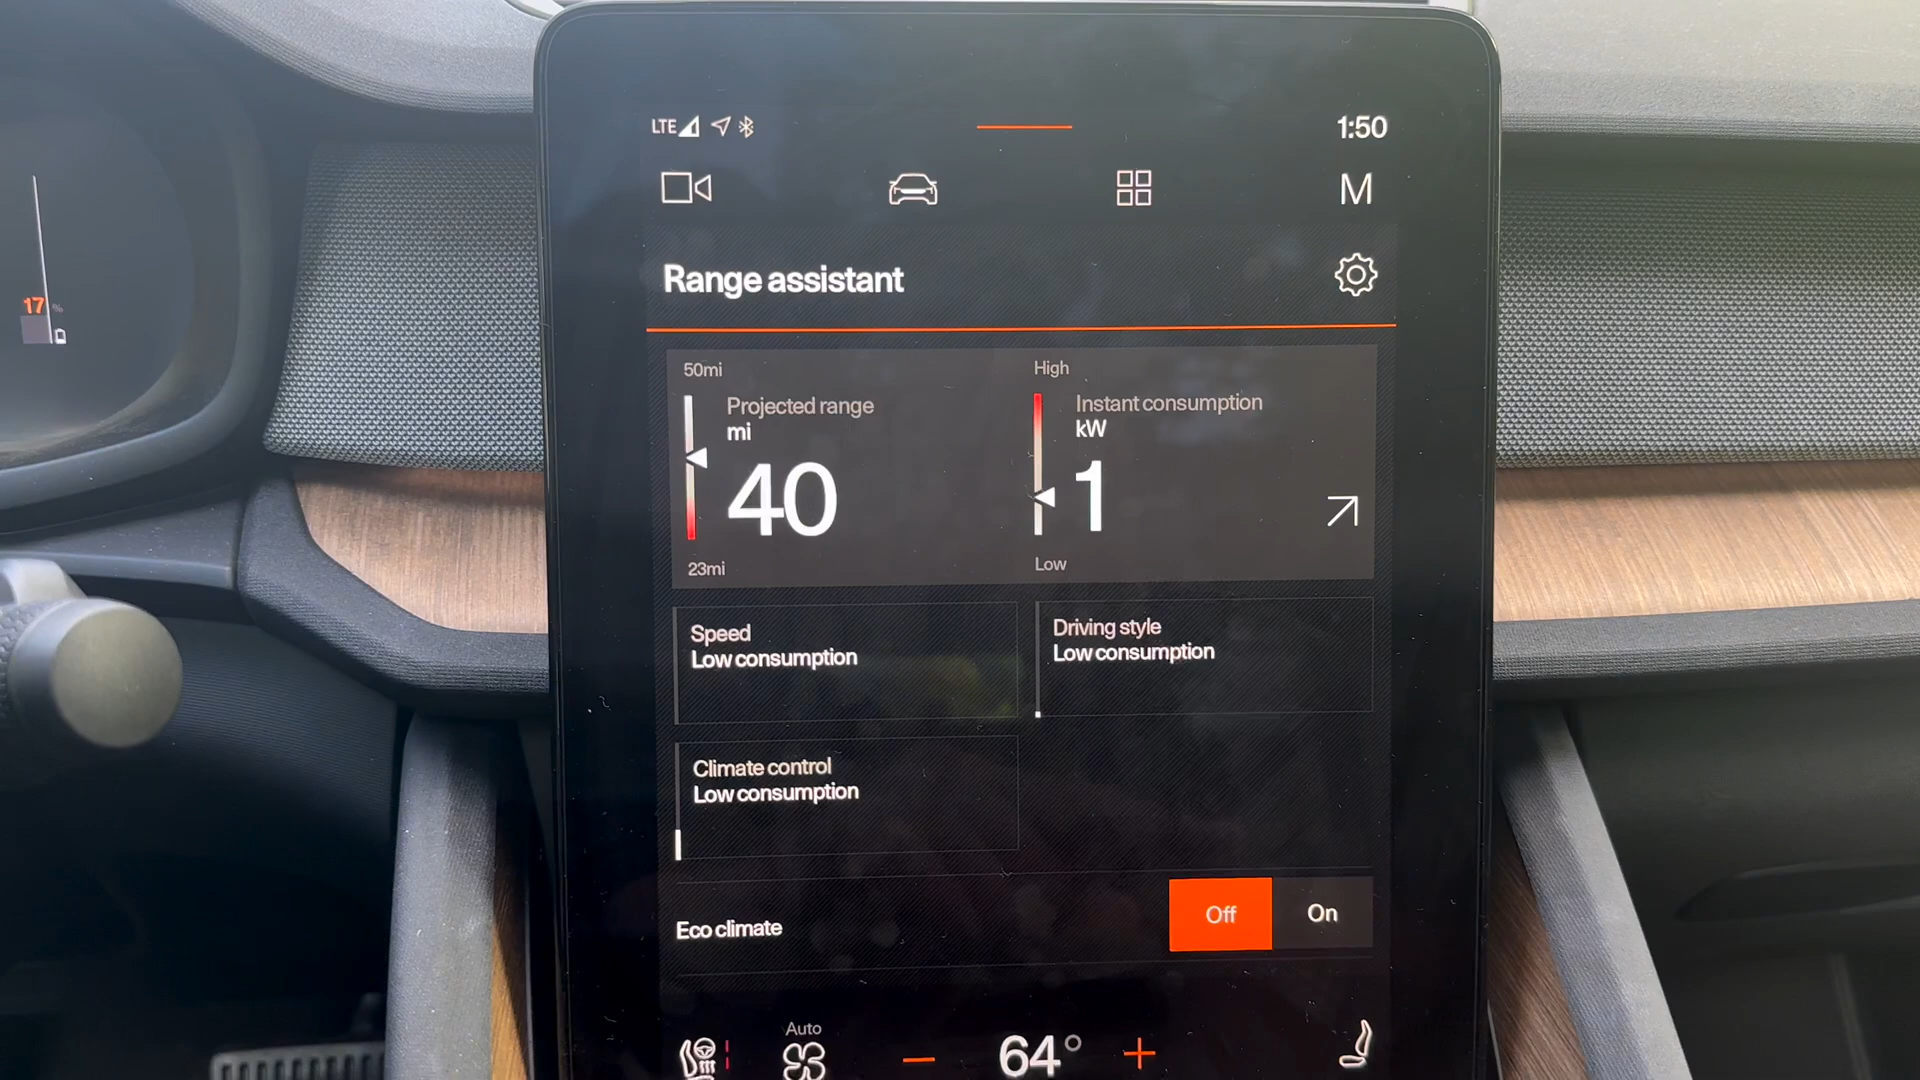 LTE
1:50
M
Range assistant
17 %
50mi
Projected range
mi
40
23mi
High
Instant consumption
kW
1
Low
Speed
Low consumption
Driving style
Low consumption
Climate control
Low consumption
Eco climate
Off
On
Auto
64°